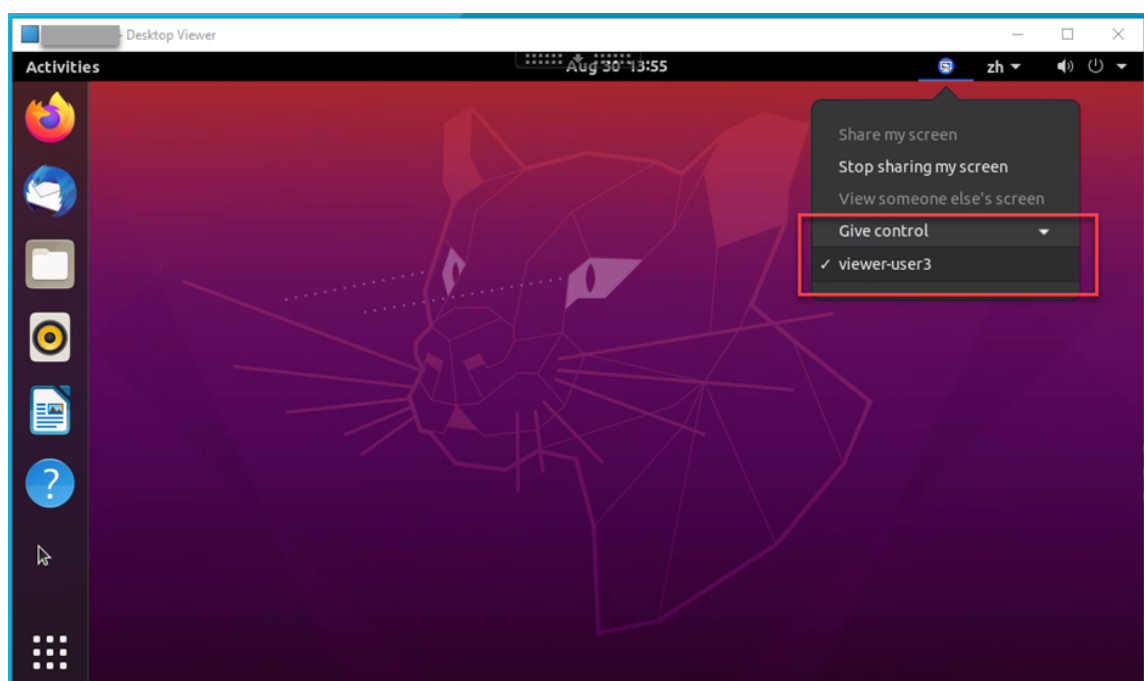 - Desktop Viewer
Activities Aug 30 13:55 zh
Share my screen
Stop sharing my screen
View someone else's screen
Give control
✓ viewer-user3
?